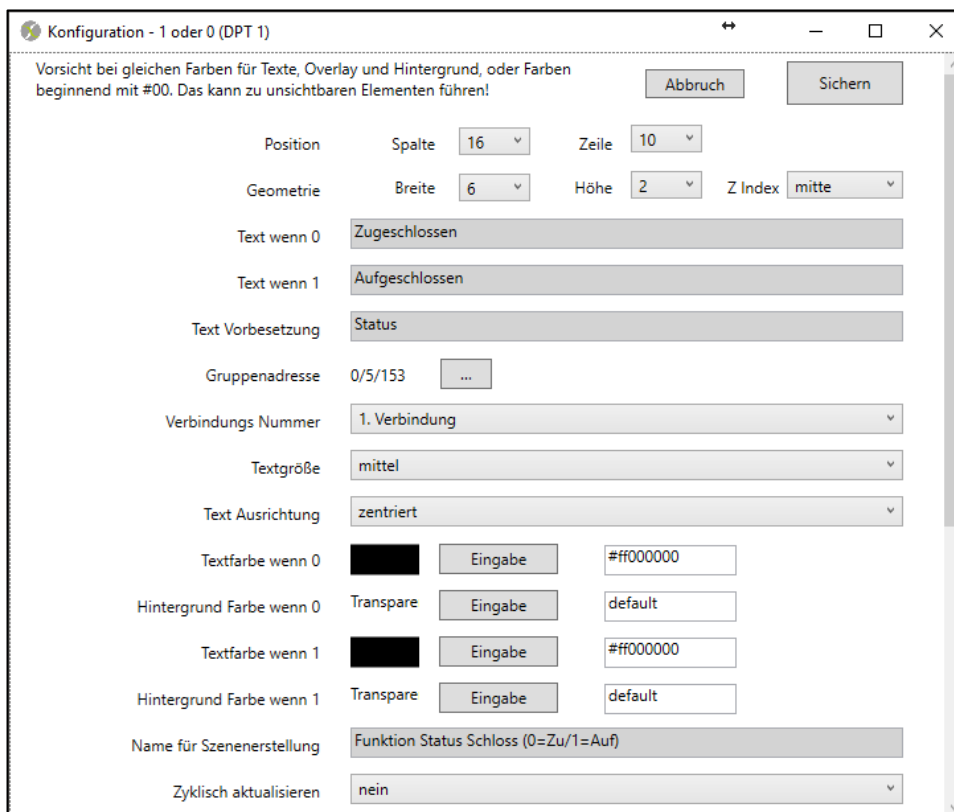 Konfiguration - 1 oder 0 (DPT 1)
Vorsicht bei gleichen Farben für Texte, Overlay und Hintergrund, oder Farben
beginnend mit #00. Das kann zu unsichtbaren Elementen führen!
Abbruch
Sichern
Position Spalte 16 Zeile 10
Geometrie Breite 6 Höhe 2 Z Index mitte
Text wenn 0 Zugeschlossen
Text wenn 1 Aufgeschlossen
Text Vorbesetzung Status
Gruppenadresse 0/5/153 ...
Verbindungs Nummer 1. Verbindung
Textgröße mittel
Text Ausrichtung zentriert
Textfarbe wenn 0 Eingabe #ff000000
Hintergrund Farbe wenn 0 Transpare Eingabe default
Textfarbe wenn 1 Eingabe #ff000000
Hintergrund Farbe wenn 1 Transpare Eingabe default
Name für Szenenerstellung Funktion Status Schloss (0=Zu/1=Auf)
Zyklisch aktualisieren nein